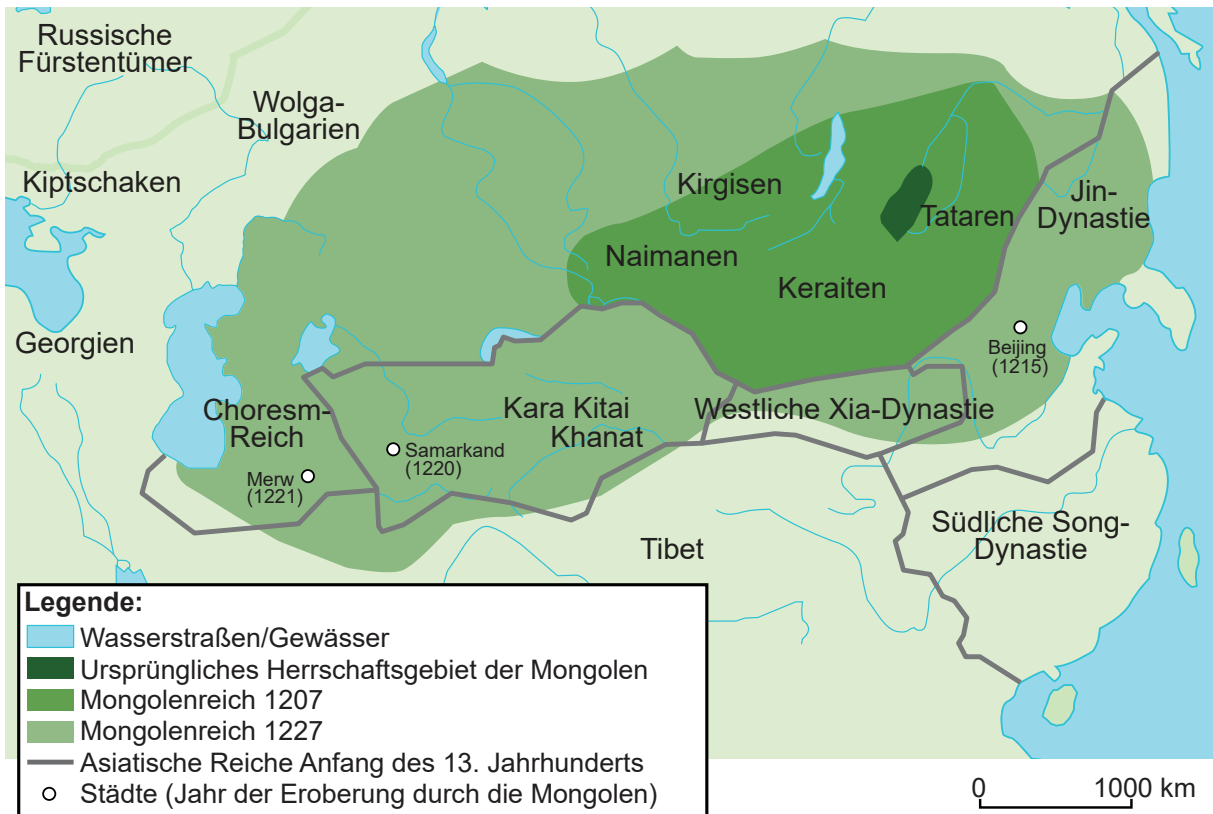 Russische
Fürstentümer
Wolga-
Bulgarien
Kiptschaken
Kirgisen
Jin-
Dynastie
Tataren
Naimanen
Keraiten
Georgien
Beijing
(1215)
Choresm-
Reich
Kara Kitai
Khanat
Westliche Xia-Dynastie
Samarkand
(1220)
Merw
(1221)
Südliche Song-
Dynastie
Tibet
Legende:
Wasserstraßen/Gewässer
Ursprüngliches Herrschaftsgebiet der Mongolen
Mongolenreich 1207
Mongolenreich 1227
Asiatische Reiche Anfang des 13. Jahrhunderts
Städte (Jahr der Eroberung durch die Mongolen)
0 1000 km